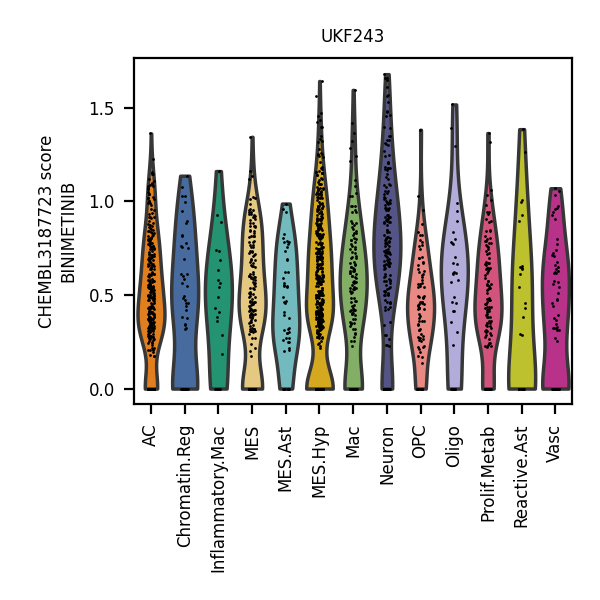 UKF243
CHEMBL3187723 score
BINIMETINIB
1.5
1.0
0.5
0.0
AC
Chromatin.Reg
Inflammatory.Mac
MES
MES.Ast
MES.Hyp
Mac
Neuron
OPC
Oligo
Prolif.Metab
Reactive.Ast
Vasc